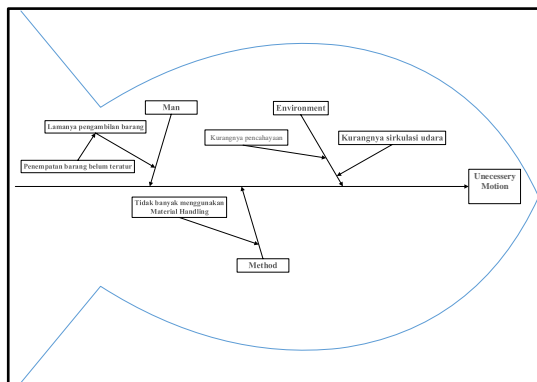 Man
Environment
Lamanya pengambilan barang
Kurangnya pencahayaan
Kurangnya sirkulasi udara
Penempatan barang belum teratur
Unecessery
Motion
Tidak banyak menggunakan
Material Handling
Method